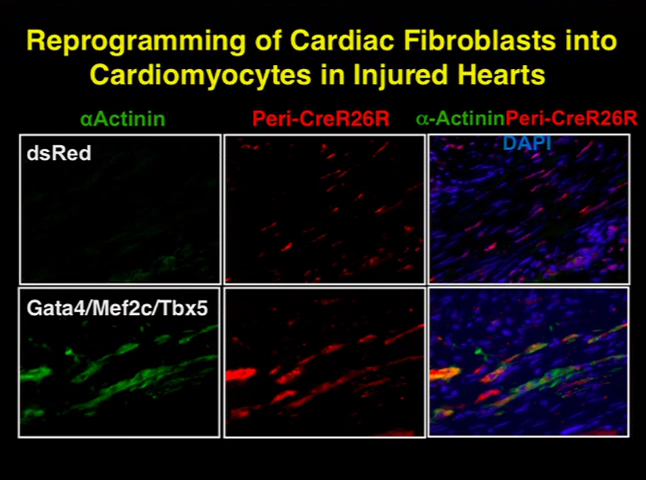 Reprogramming of Cardiac Fibroblasts into
Cardiomyocytes in Injured Hearts
αActinin
Peri-CreR26R
α-ActininPeri-CreR26R
DAPI
dsRed
Gata4/Mef2c/Tbx5